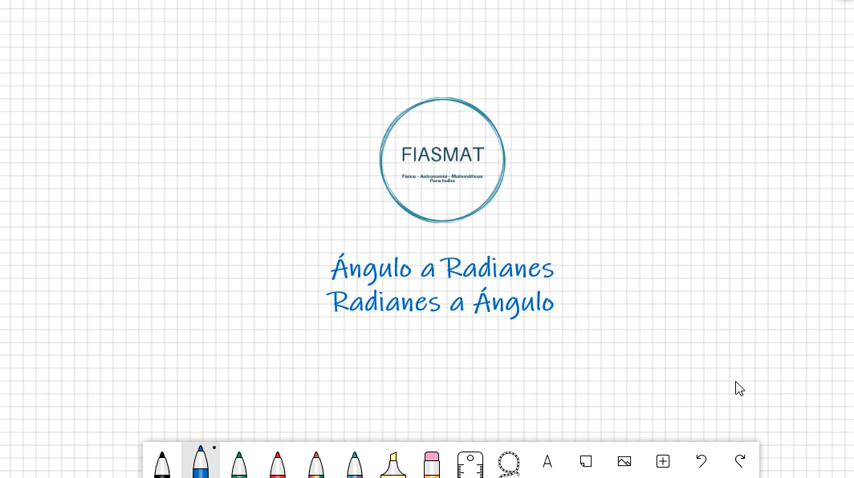 FIASMAT
Física - Astronomía - Matemáticas
Para todos
Ángulo a Radianes
Radianes a Ángulo
A